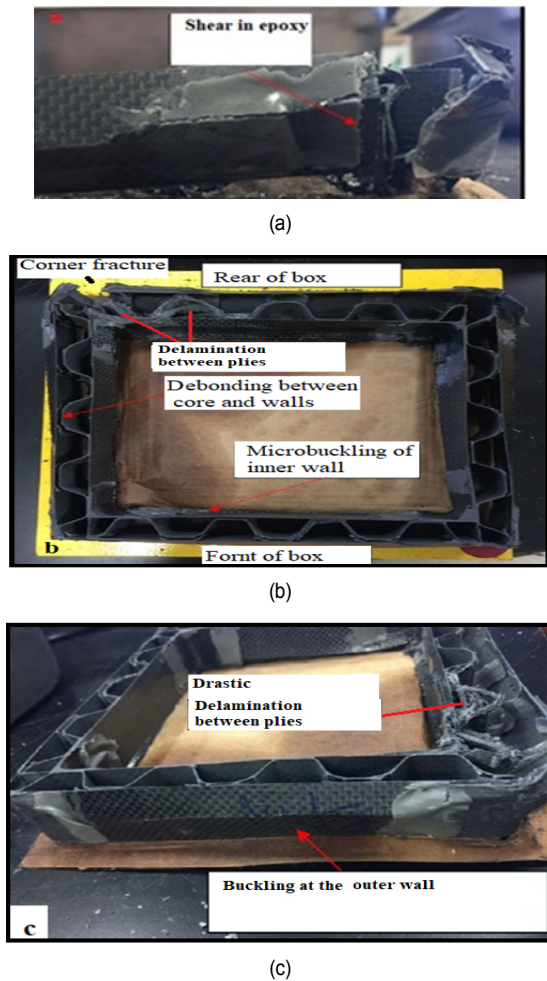 Shear in epoxy
(a)
Corner fracture
Rear of box
Delamination
between plies
Debonding between
core and walls
Microbuckling of
inner wall
b
Fornt of box
(b)
Drastic
Delamination
between plies
Buckling at the outer wall
c
(c)